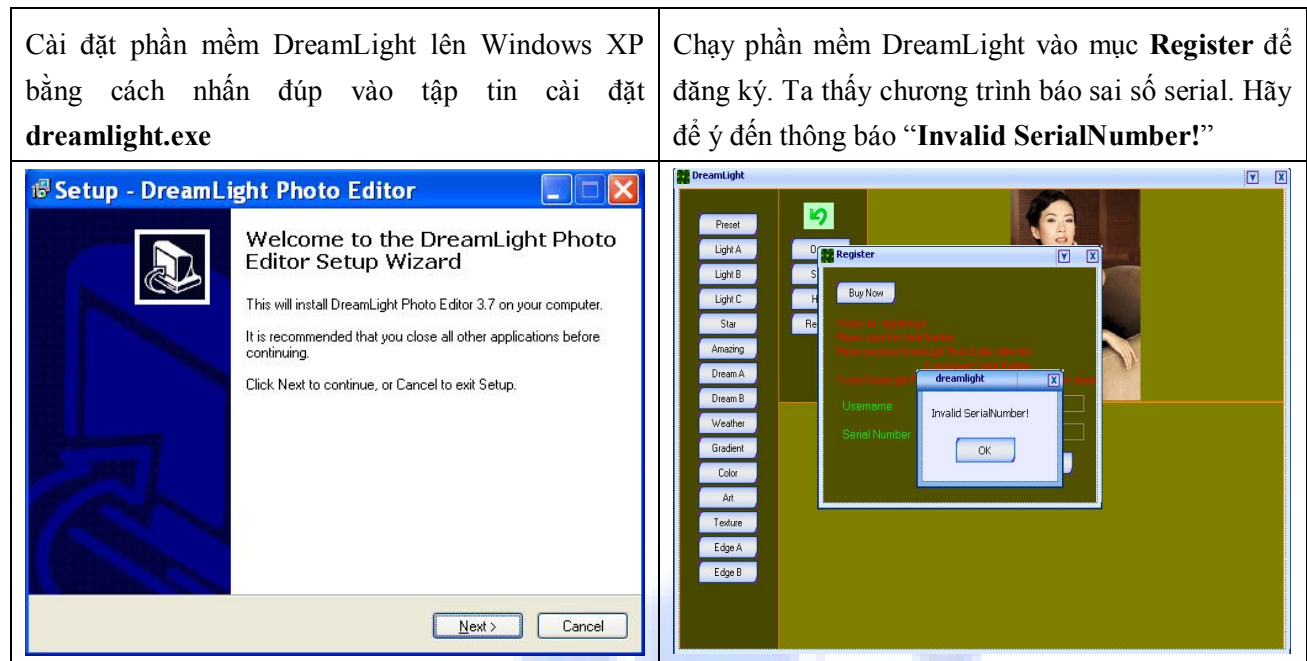 Cài đặt phần mềm DreamLight lên Windows XP
bằng cách nhấn đúp vào tập tin cài đặt
dreamlight.exe
Chạy phần mềm DreamLight vào mục Register để
đăng ký. Ta thấy chương trình báo sai số serial. Hãy
để ý đến thông báo “Invalid SerialNumber!”
Setup - DreamLight Photo Editor
Welcome to the DreamLight Photo
Editor Setup Wizard
This will install DreamLight Photo Editor 3.7 on your computer.
It is recommended that you close all other applications before
continuing.
Click Next to continue, or Cancel to exit Setup.
Next >
Cancel
DreamLight
Preset
Light A
Light B
Light C
Star
Amazing
Dream A
Dream B
Weather
Gradient
Color
Art
Texture
Edge A
Edge B
Register
Buy Now
Username
Serial Number
dreamlight
Invalid SerialNumber!
OK